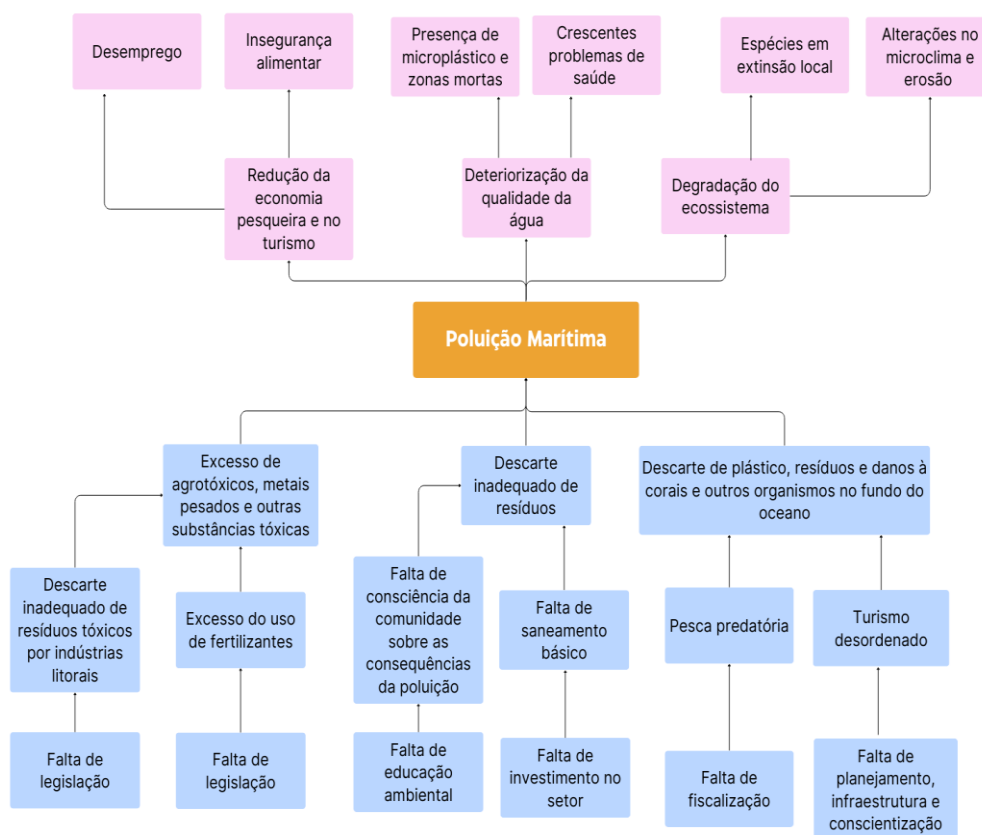 Desemprego
Insegurança
alimentar
Presença de
microplástico e
zonas mortas
Crescentes
problemas de
saúde
Espécies em
extinsão local
Alterações no
microclima e
erosão
Redução da
economia
pesqueira e no
turismo
Deteriorização da
qualidade da
água
Degradação do
ecossistema
Poluição Marítima
Excesso de
agrotóxicos, metais
pesados e outras
substâncias tóxicas
Descarte
inadequado de
resíduos
Descarte de plástico, resíduos e danos à
corais e outros organismos no fundo do
oceano
Descarte
inadequado de
resíduos tóxicos
por indústrias
litorais
Excesso do uso
de fertilizantes
Falta de
consciência da
comunidade
sobre as
consequências
da poluição
Falta de
saneamento
básico
Pesca predatória
Turismo
desordenado
Falta de
legislação
Falta de
legislação
Falta de
educação
ambiental
Falta de
investimento no
setor
Falta de
fiscalização
Falta de
planejamento,
infraestrutura e
conscientização